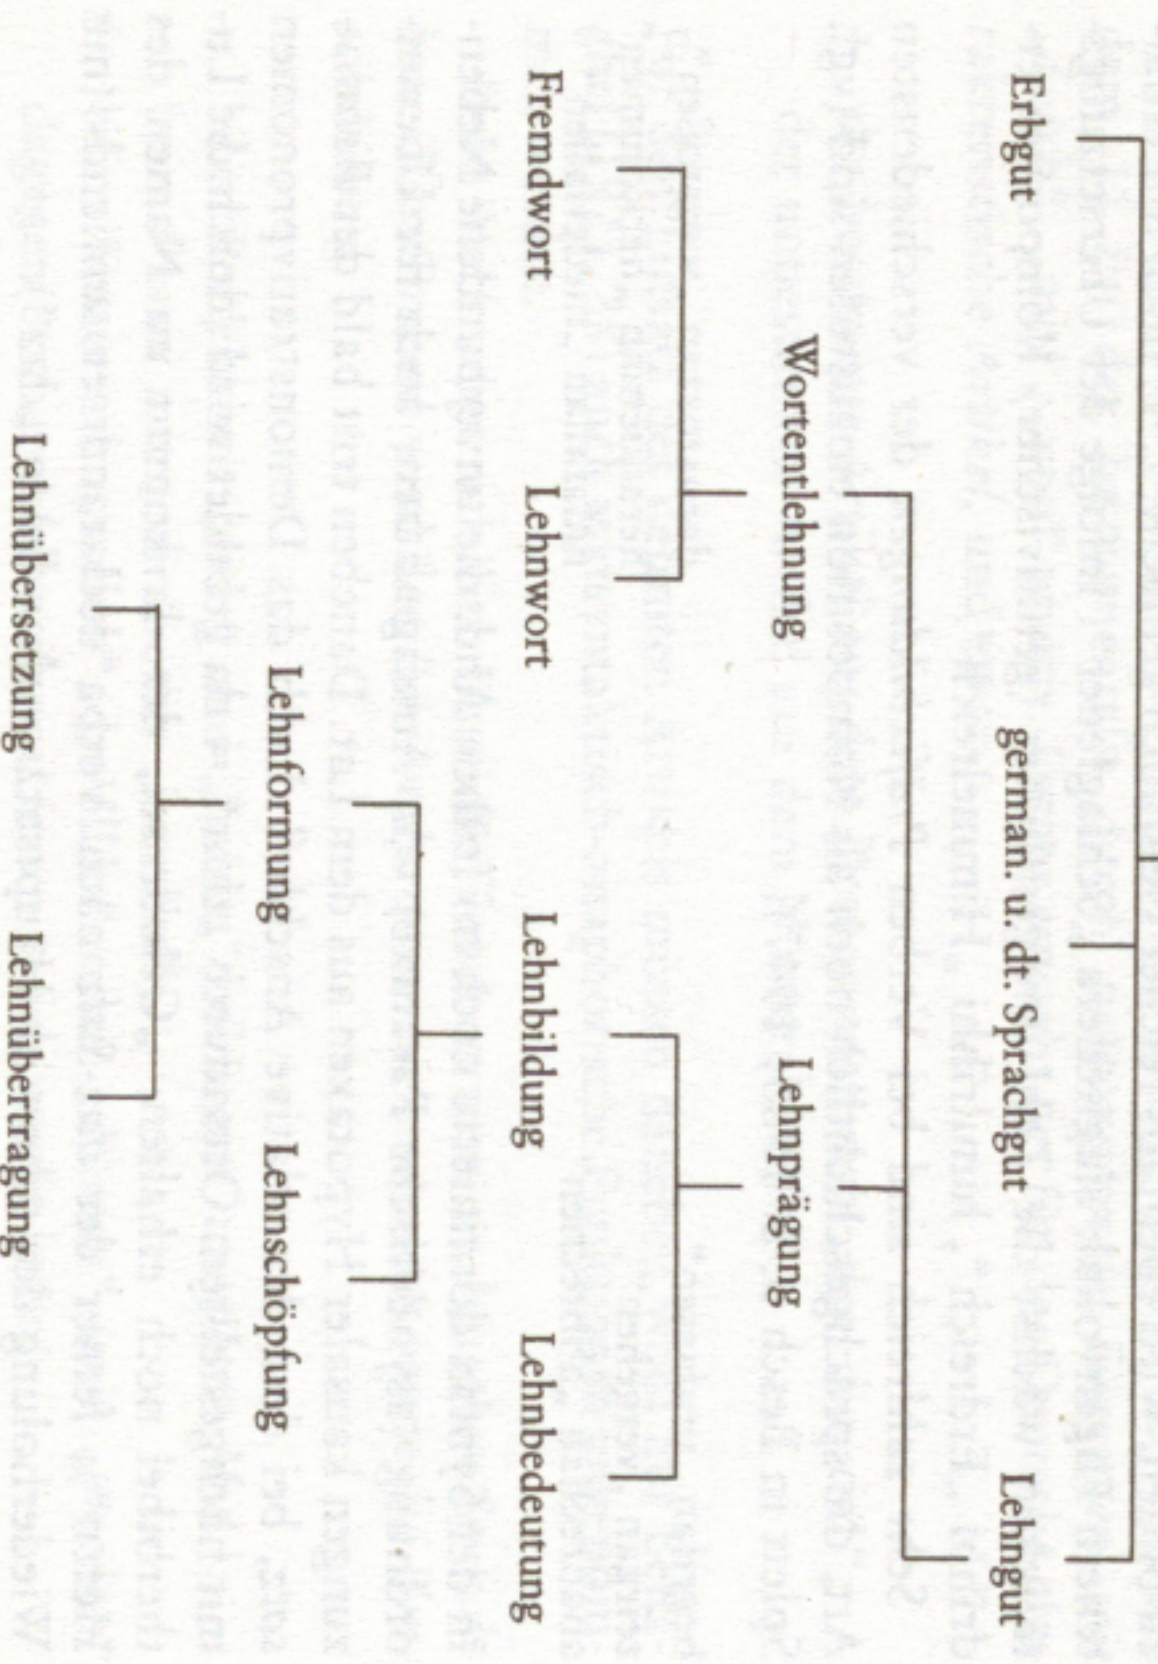 Erbgut german. u. dt. Sprachgut Lehngut
Wortentlehnung Lehnprägung
Fremdwort Lehnwort Lehnbildung Lehnbedeutung
Lehnformung Lehnschöpfung
Lehnübersetzung Lehnübertragung